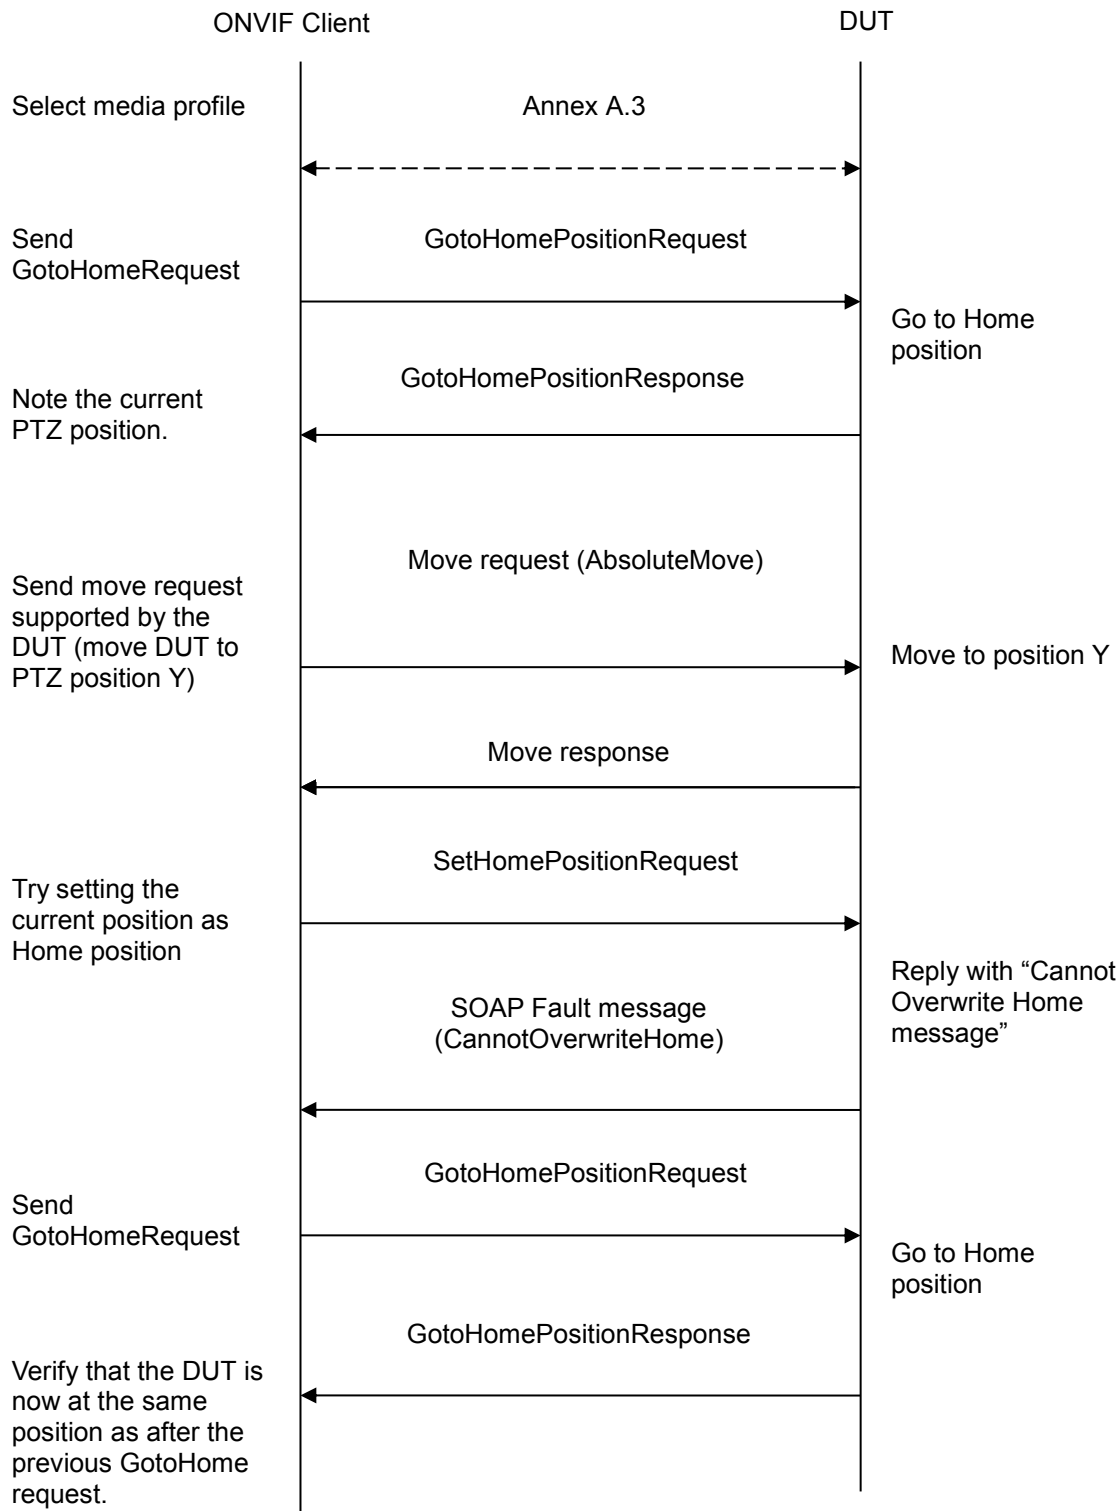 ONVIF Client
DUT
Select media profile
Annex A.3
Send
GotoHomeRequest
GotoHomePositionRequest
Go to Home
position
GotoHomePositionResponse
Note the current
PTZ position.
Move request (AbsoluteMove)
Send move request
supported by the
DUT (move DUT to
PTZ position Y)
Move to position Y
Move response
SetHomePositionRequest
Try setting the
current position as
Home position
Reply with “Cannot
Overwrite Home
message”
SOAP Fault message
(CannotOverwriteHome)
GotoHomePositionRequest
Send
GotoHomeRequest
Go to Home
position
GotoHomePositionResponse
Verify that the DUT is
now at the same
position as after the
previous GotoHome
request.